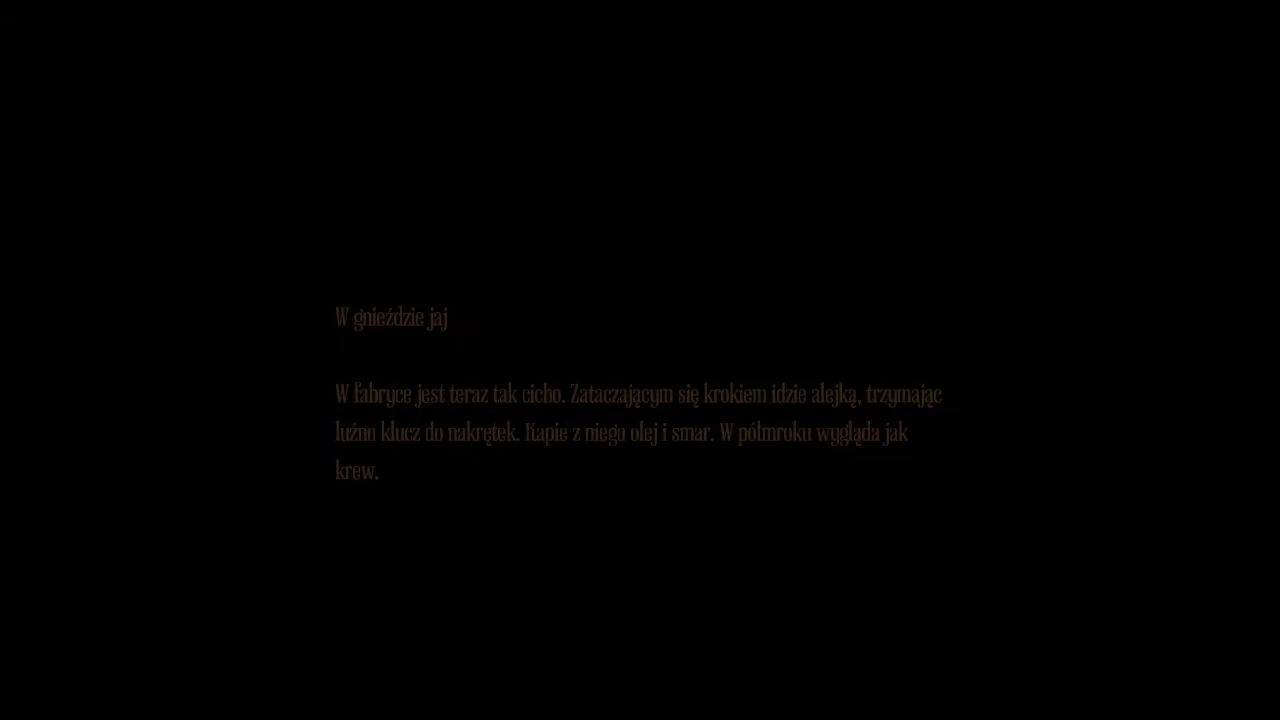 W gnieździe jaj
W fabryce jest teraz tak cicho. Zataczającym się krokiem idzie alejką, trzymając
luźno klucz do nakrętek. Kapie z niego olej i smar. W półmroku wygląda jak
krew.